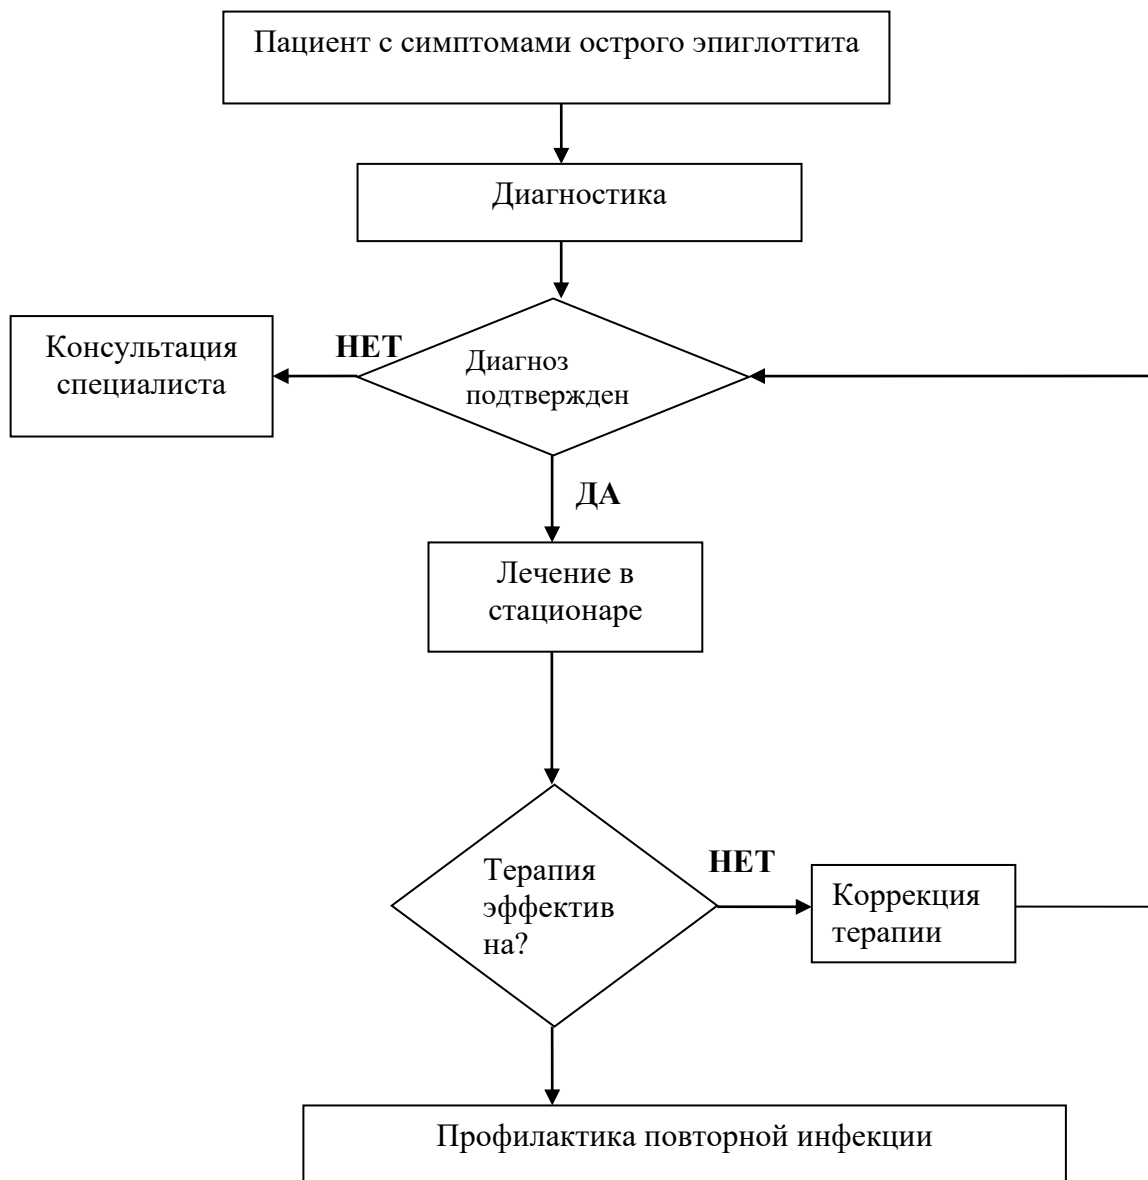 Пациент с симптомами острого эпиглоттита
Диагностика
Консультация
специалиста
НЕТ
Диагноз
подтвержден
ДА
Лечение в
стационаре
Терапия
эффектив
на?
НЕТ
Коррекция
терапии
Профилактика повторной инфекции